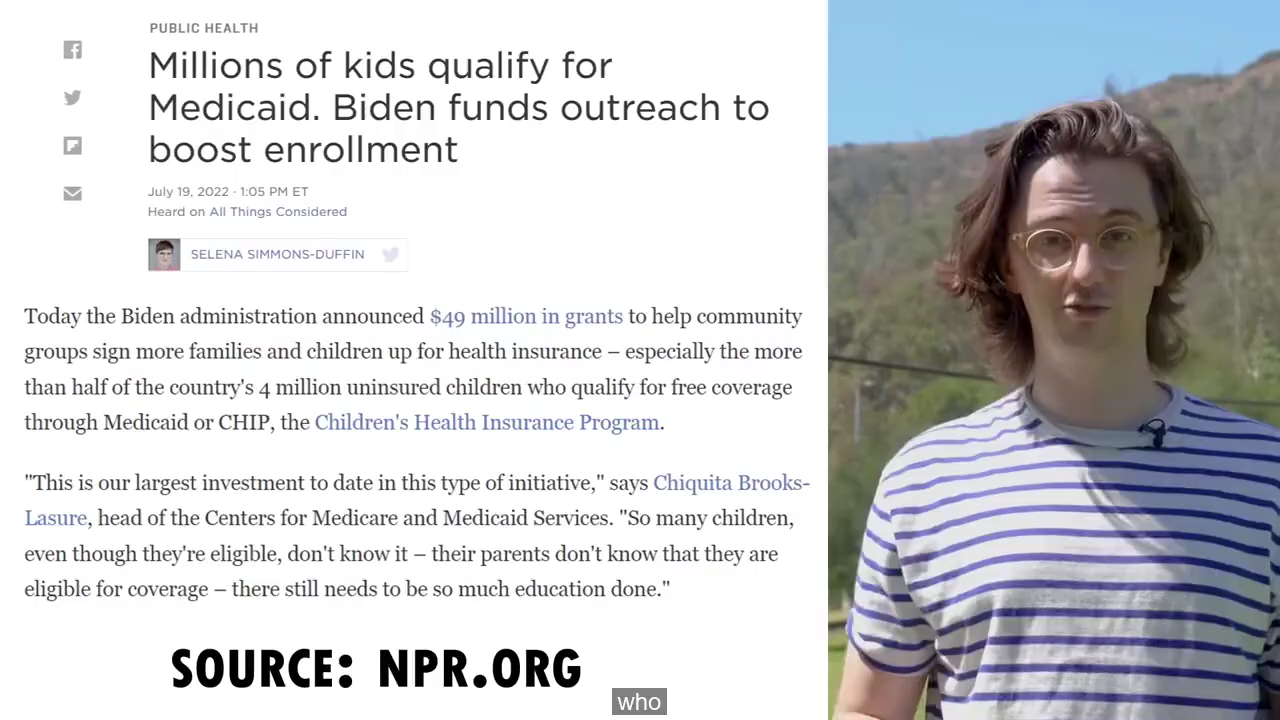 PUBLIC HEALTH
Millions of kids qualify for
Medicaid. Biden funds outreach to
boost enrollment
July 19, 2022 · 1:05 PM ET
Heard on All Things Considered
SELENA SIMMONS-DUFFIN
Today the Biden administration announced $49 million in grants to help community
groups sign more families and children up for health insurance – especially the more
than half of the country's 4 million uninsured children who qualify for free coverage
through Medicaid or CHIP, the Children's Health Insurance Program.
"This is our largest investment to date in this type of initiative," says Chiquita Brooks-
Lasure, head of the Centers for Medicare and Medicaid Services. "So many children,
even though they're eligible, don't know it – their parents don't know that they are
eligible for coverage – there still needs to be so much education done."
SOURCE: NPR.ORG
who